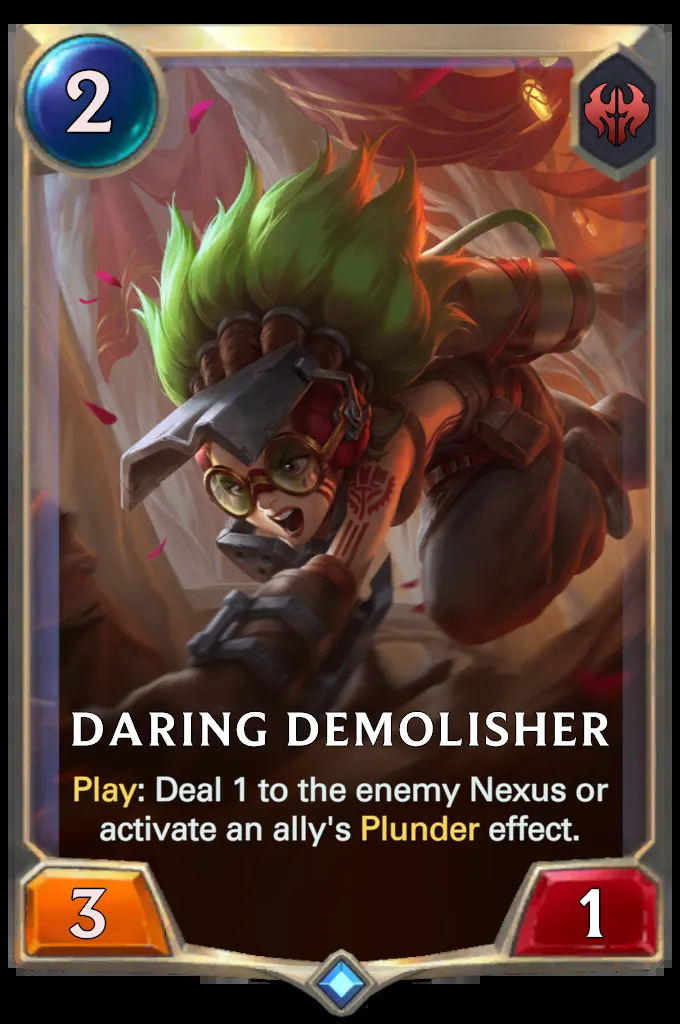 2
DARING DEMOLISHER
Play: Deal 1 to the enemy Nexus or
activate an ally's Plunder effect.
3
1